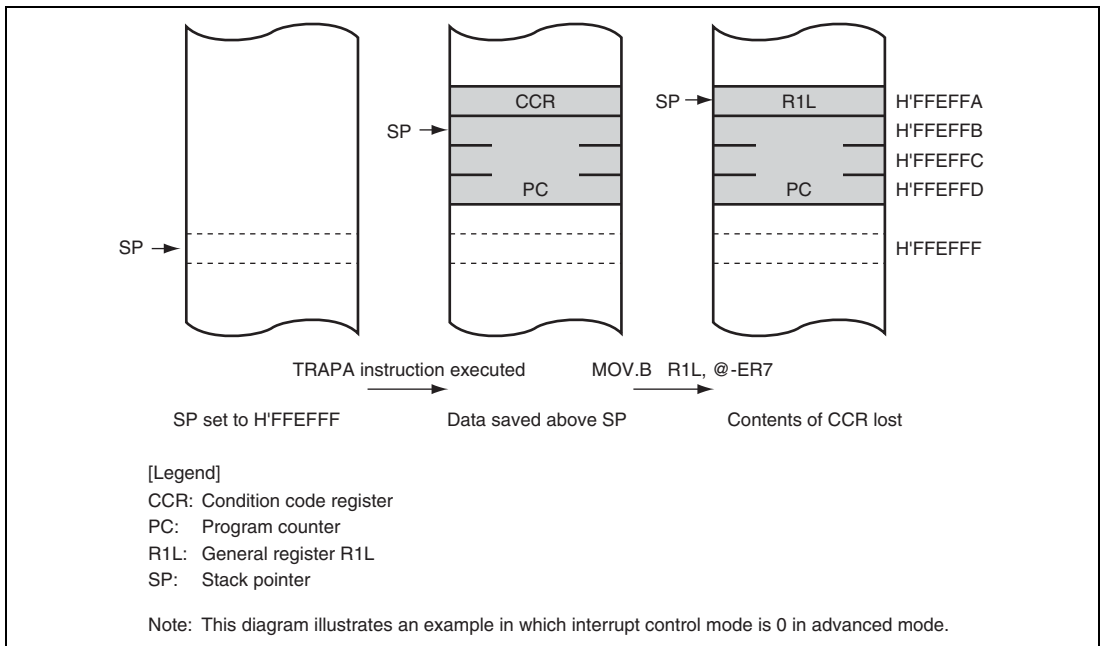 CCR
SP
R1L
H'FFEFFA
SP
H'FFEFFB
H'FFEFFC
PC
PC
H'FFEFFD
SP
H'FFEFFF
TRAPA instruction executed
MOV.B R1L, @-ER7
SP set to H'FFEFFF
Data saved above SP
Contents of CCR lost
[Legend]
CCR: Condition code register
PC: Program counter
R1L: General register R1L
SP: Stack pointer
Note: This diagram illustrates an example in which interrupt control mode is 0 in advanced mode.